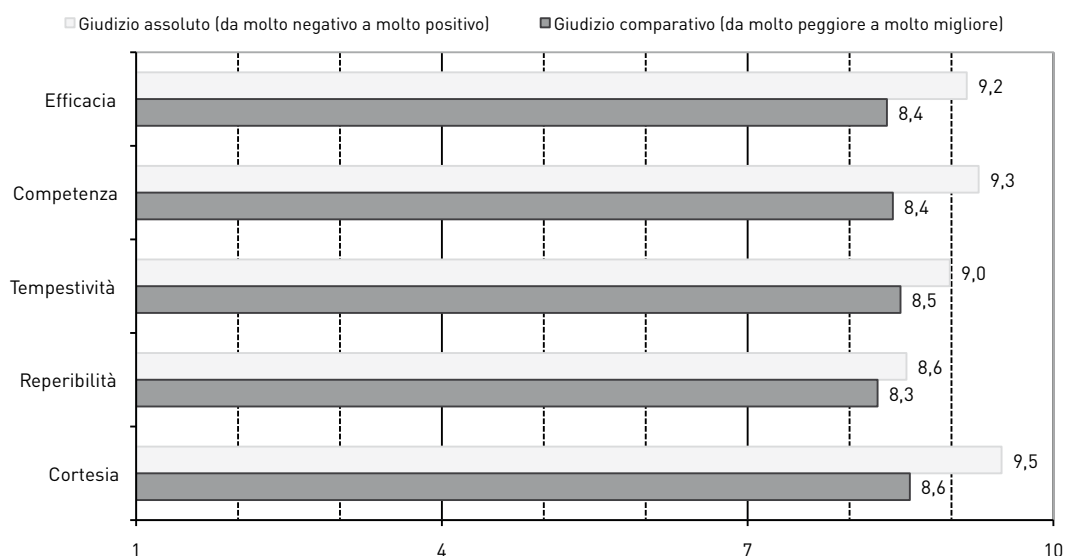 Giudizio assoluto (da molto negativo a molto positivo) Giudizio comparativo (da molto peggiore a molto migliore)
Efficacia 9,2
8,4
Competenza 9,3
8,4
Tempestività 9,0
8,5
Reperibilità 8,6
8,3
Cortesia 9,5
8,6
1 4 7 10